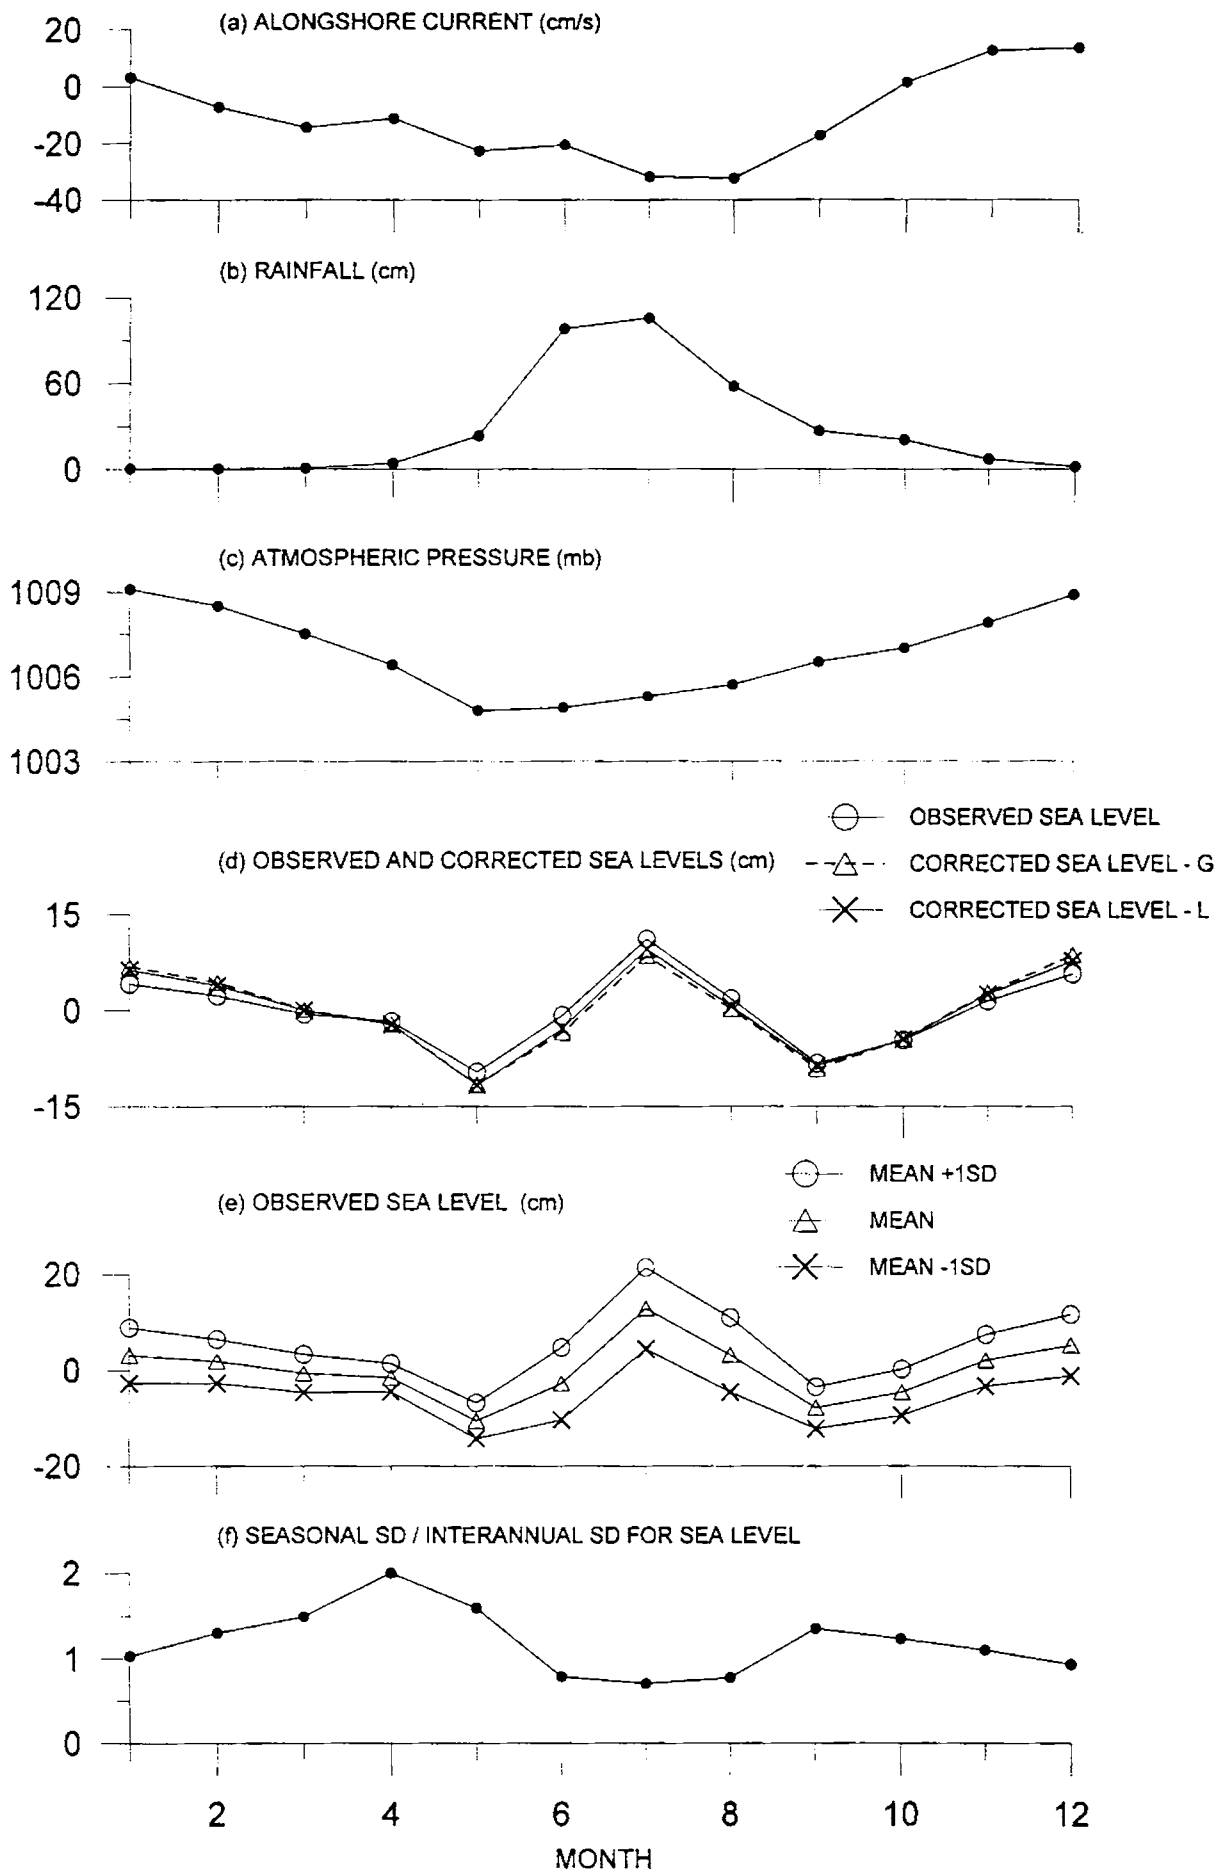 (a) ALONGSHORE CURRENT (cm/s)
20
0
-20
-40
(b) RAINFALL (cm)
120
60
0
(c) ATMOSPHERIC PRESSURE (mb)
1009
1006
1003
OBSERVED SEA LEVEL
(d) OBSERVED AND CORRECTED SEA LEVELS (cm)
CORRECTED SEA LEVEL - G
CORRECTED SEA LEVEL - L
15
0
-15
MEAN +1SD
(e) OBSERVED SEA LEVEL (cm)
MEAN
MEAN -1SD
20
0
-20
(f) SEASONAL SD / INTERANNUAL SD FOR SEA LEVEL
2
1
0
2 4 6 8 10 12
MONTH